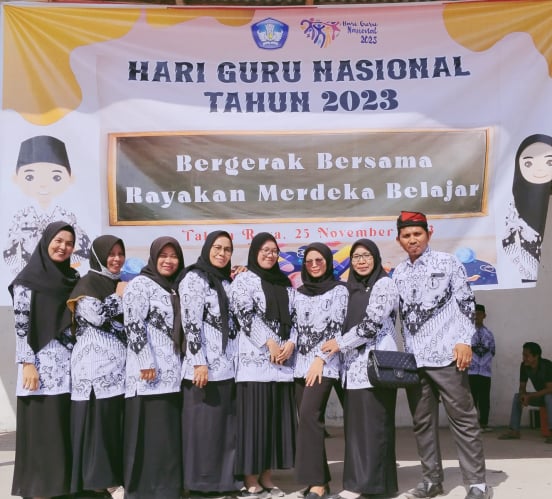 Hari Guru
Nasional
2023
HARI GURU NASIONAL
TAHUN 2023
Bergerak Bersama
Rayakan Merdeka Belajar
25 November